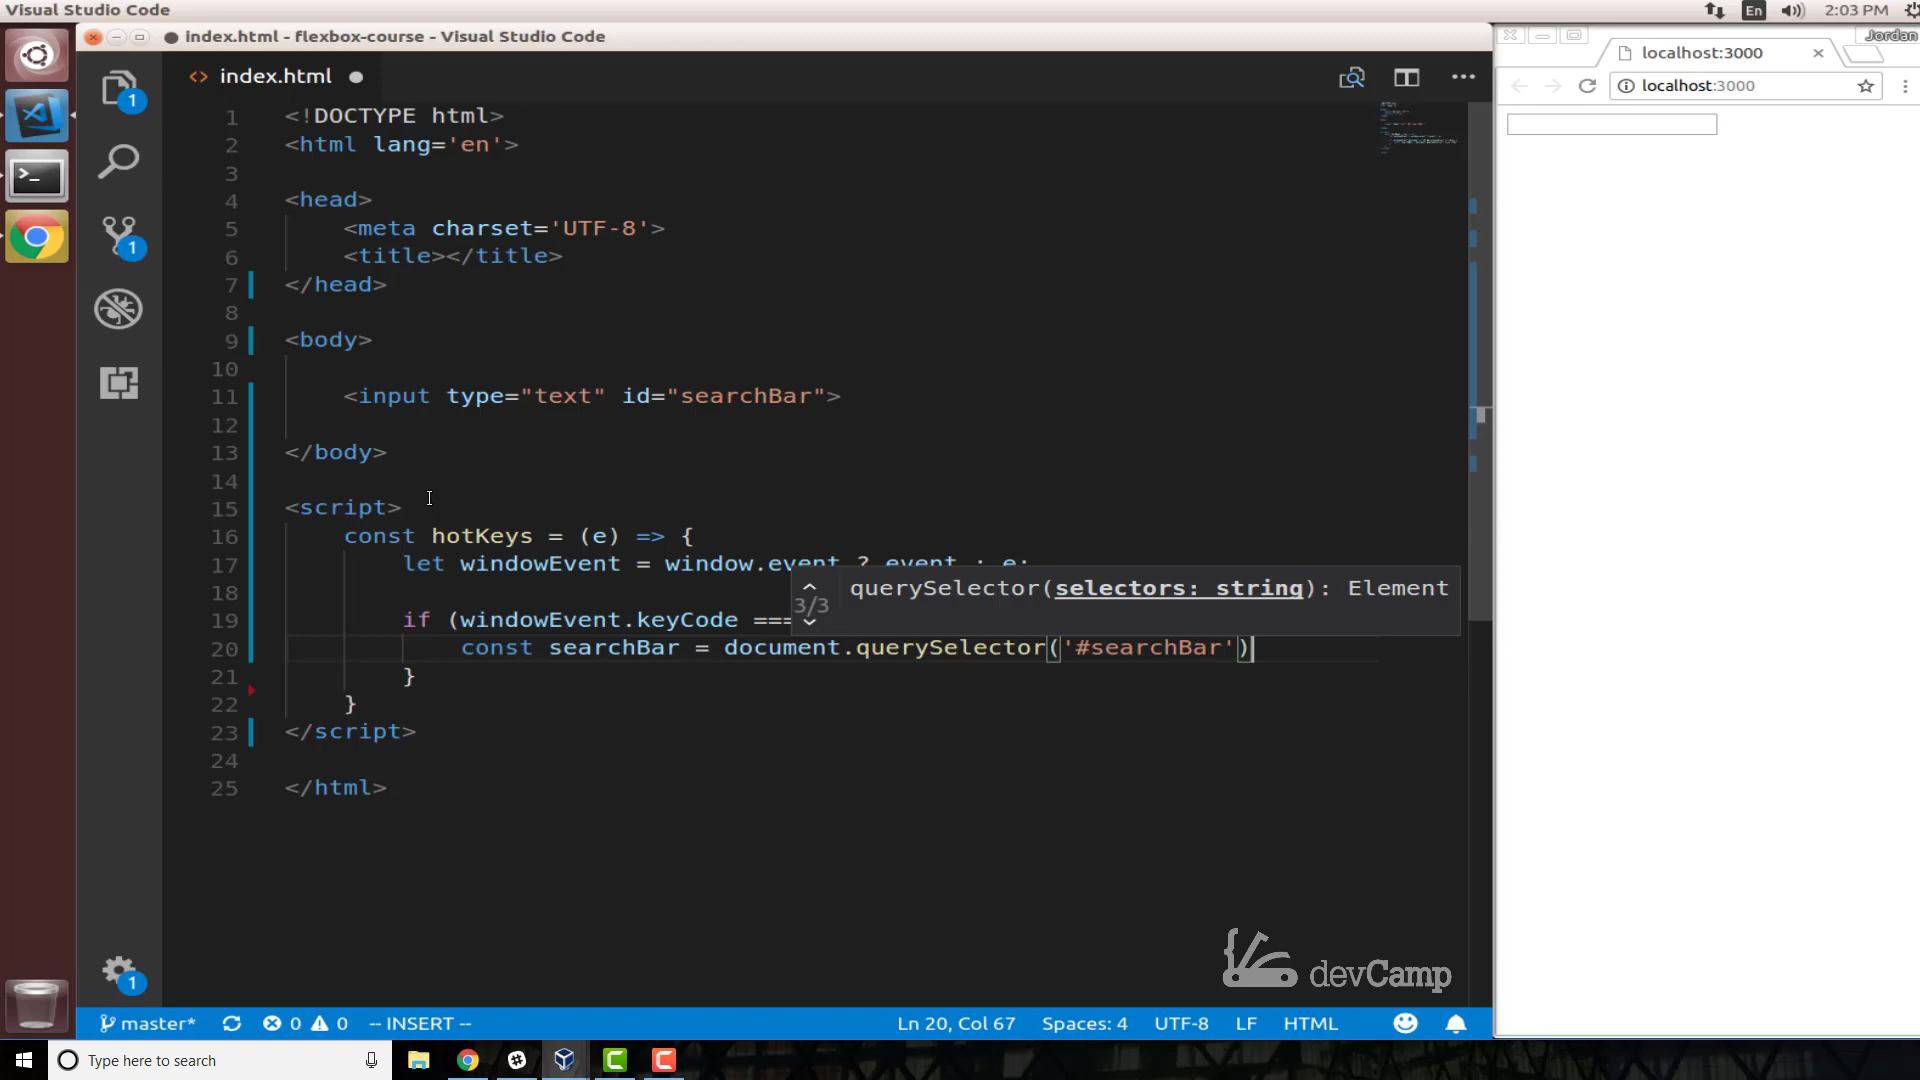 Visual Studio Code
En
2:03 PM
index.html - flexbox-course - Visual Studio Code
Jordan
localhost:3000
index.html
localhost:3000
1 <!DOCTYPE html>
2 <html lang='en'>
3
4 <head>
5 <meta charset='UTF-8'>
6 <title></title>
7 </head>
8
9 <body>
10
11 <input type="text" id="searchBar">
12
13 </body>
14
15 <script>
16 const hotKeys = (e) => {
17 let windowEvent = window.event ? event : e;
18
19 if (windowEvent.keyCode ===
3/3 querySelector(selectors: string): Element
20 const searchBar = document.querySelector('#searchBar')
21 }
22 }
23 </script>
24
25 </html>
1
1
1
devCamp
master*
0
0
-- INSERT --
Ln 20, Col 67
Spaces: 4
UTF-8
LF
HTML
Type here to search